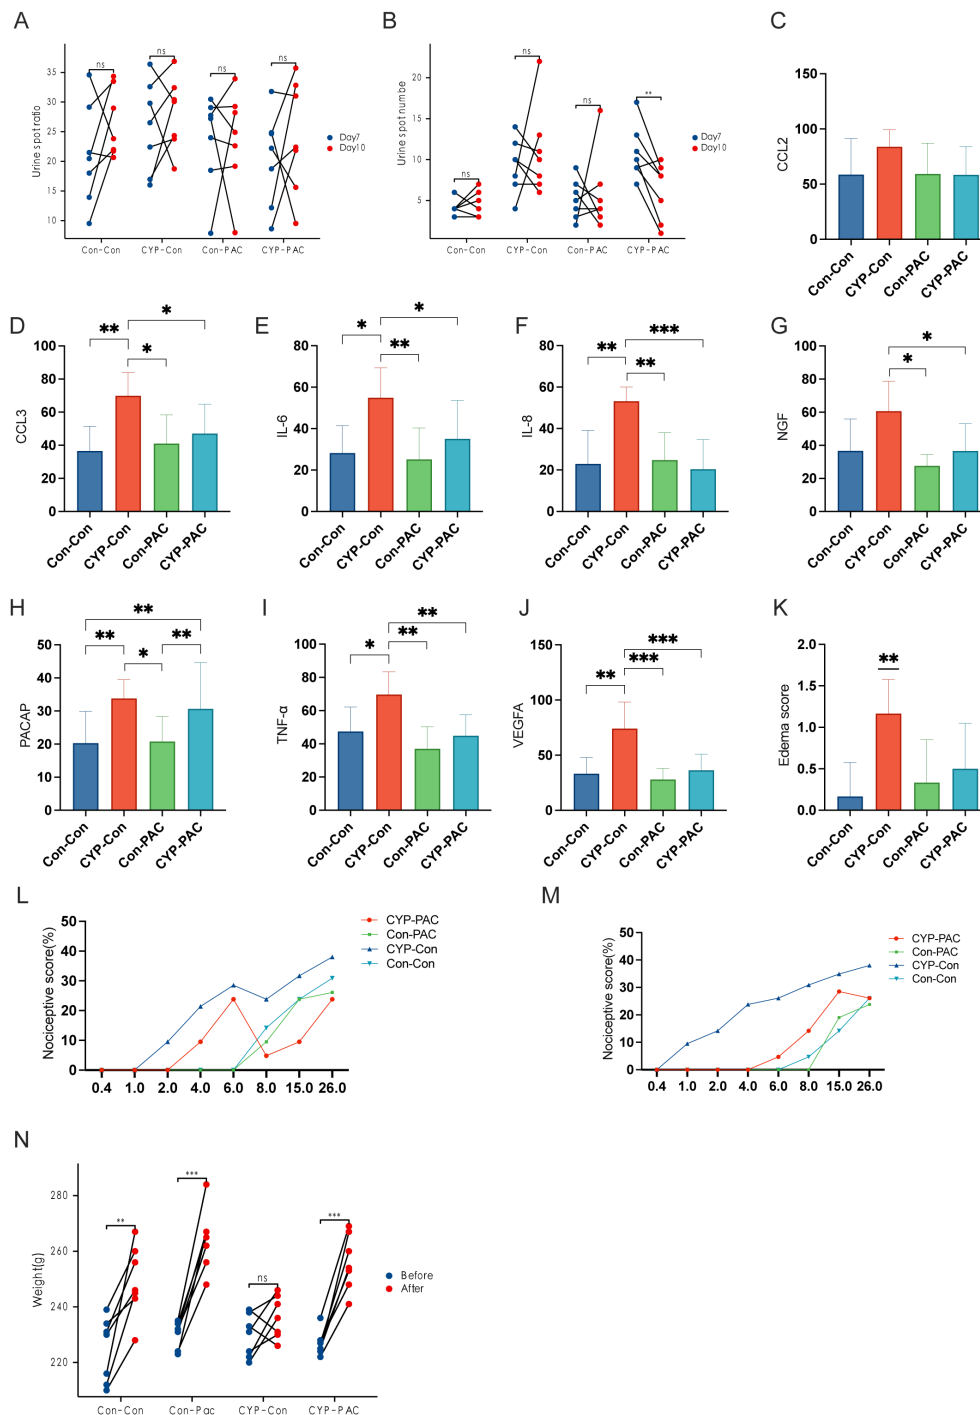 A
B
C
Urine spot ratio
35
30
25
20
15
10
ns
ns
ns
ns
Con-Con
CYP-Con
Con-PAC
CYP-PAC
Day7
Day10
Urine spot numbe
20
15
10
5
ns
ns
ns
**
Con-Con
CYP-Con
Con-PAC
CYP-PAC
Day7
Day10
CCL2
150
100
50
0
Con-Con
CYP-Con
Con-PAC
CYP-PAC
D
E
F
G
CCL3
100
80
60
40
20
0
**
*
*
Con-Con
CYP-Con
Con-PAC
CYP-PAC
IL-6
80
60
40
20
0
*
**
*
Con-Con
CYP-Con
Con-PAC
CYP-PAC
IL-8
80
60
40
20
0
**
**
***
Con-Con
CYP-Con
Con-PAC
CYP-PAC
NGF
100
80
60
40
20
0
*
*
Con-Con
CYP-Con
Con-PAC
CYP-PAC
H
I
J
K
PACAP
50
40
30
20
10
0
**
**
*
**
Con-Con
CYP-Con
Con-PAC
CYP-PAC
TNF-α
100
80
60
40
20
0
*
**
**
Con-Con
CYP-Con
Con-PAC
CYP-PAC
VEGFA
150
100
50
0
**
***
***
Con-Con
CYP-Con
Con-PAC
CYP-PAC
Edema score
2.0
1.5
1.0
0.5
0.0
**
Con-Con
CYP-Con
Con-PAC
CYP-PAC
L
M
Nociceptive score(%)
50
40
30
20
10
0
0.4 1.0 2.0 4.0 6.0 8.0 15.0 26.0
CYP-PAC
Con-PAC
CYP-Con
Con-Con
Nociceptive score(%)
50
40
30
20
10
0
0.4 1.0 2.0 4.0 6.0 8.0 15.0 26.0
CYP-PAC
Con-PAC
CYP-Con
Con-Con
N
Weight(g)
280
260
240
220
**
***
ns
***
Con-Con
Con-Pac
CYP-Con
CYP-PAC
Before
After